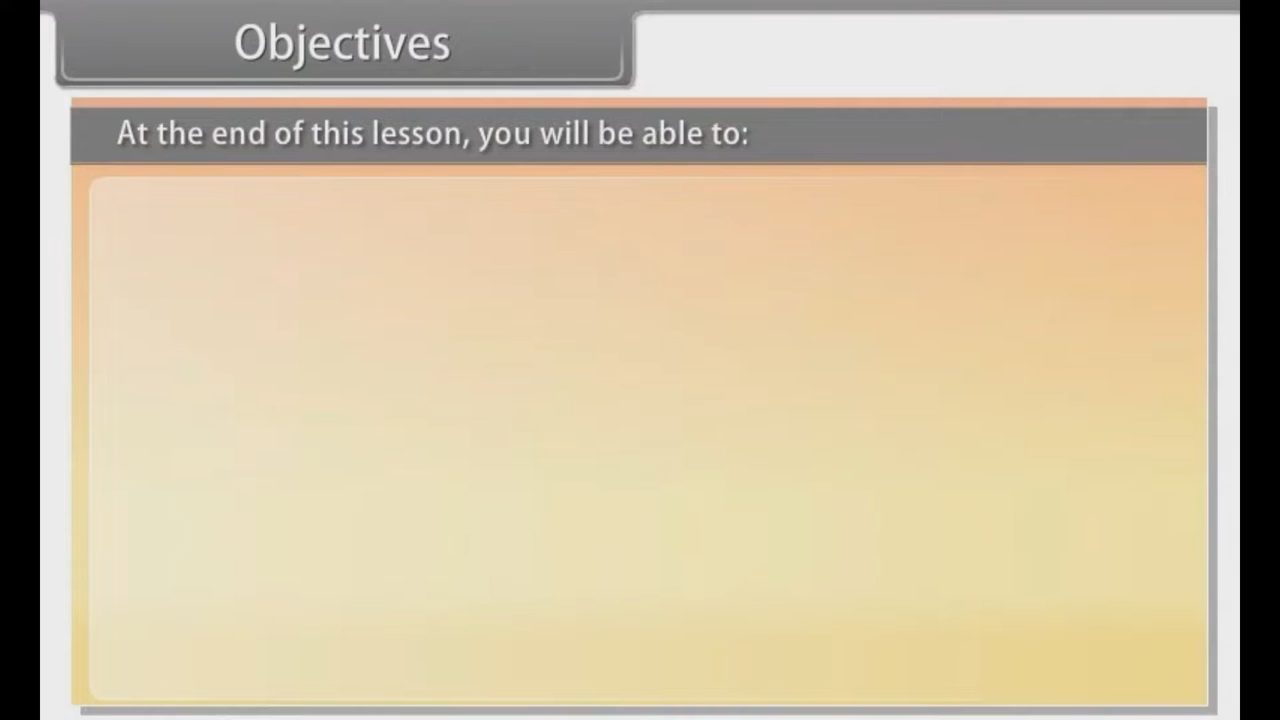 Objectives
At the end of this lesson, you will be able to: